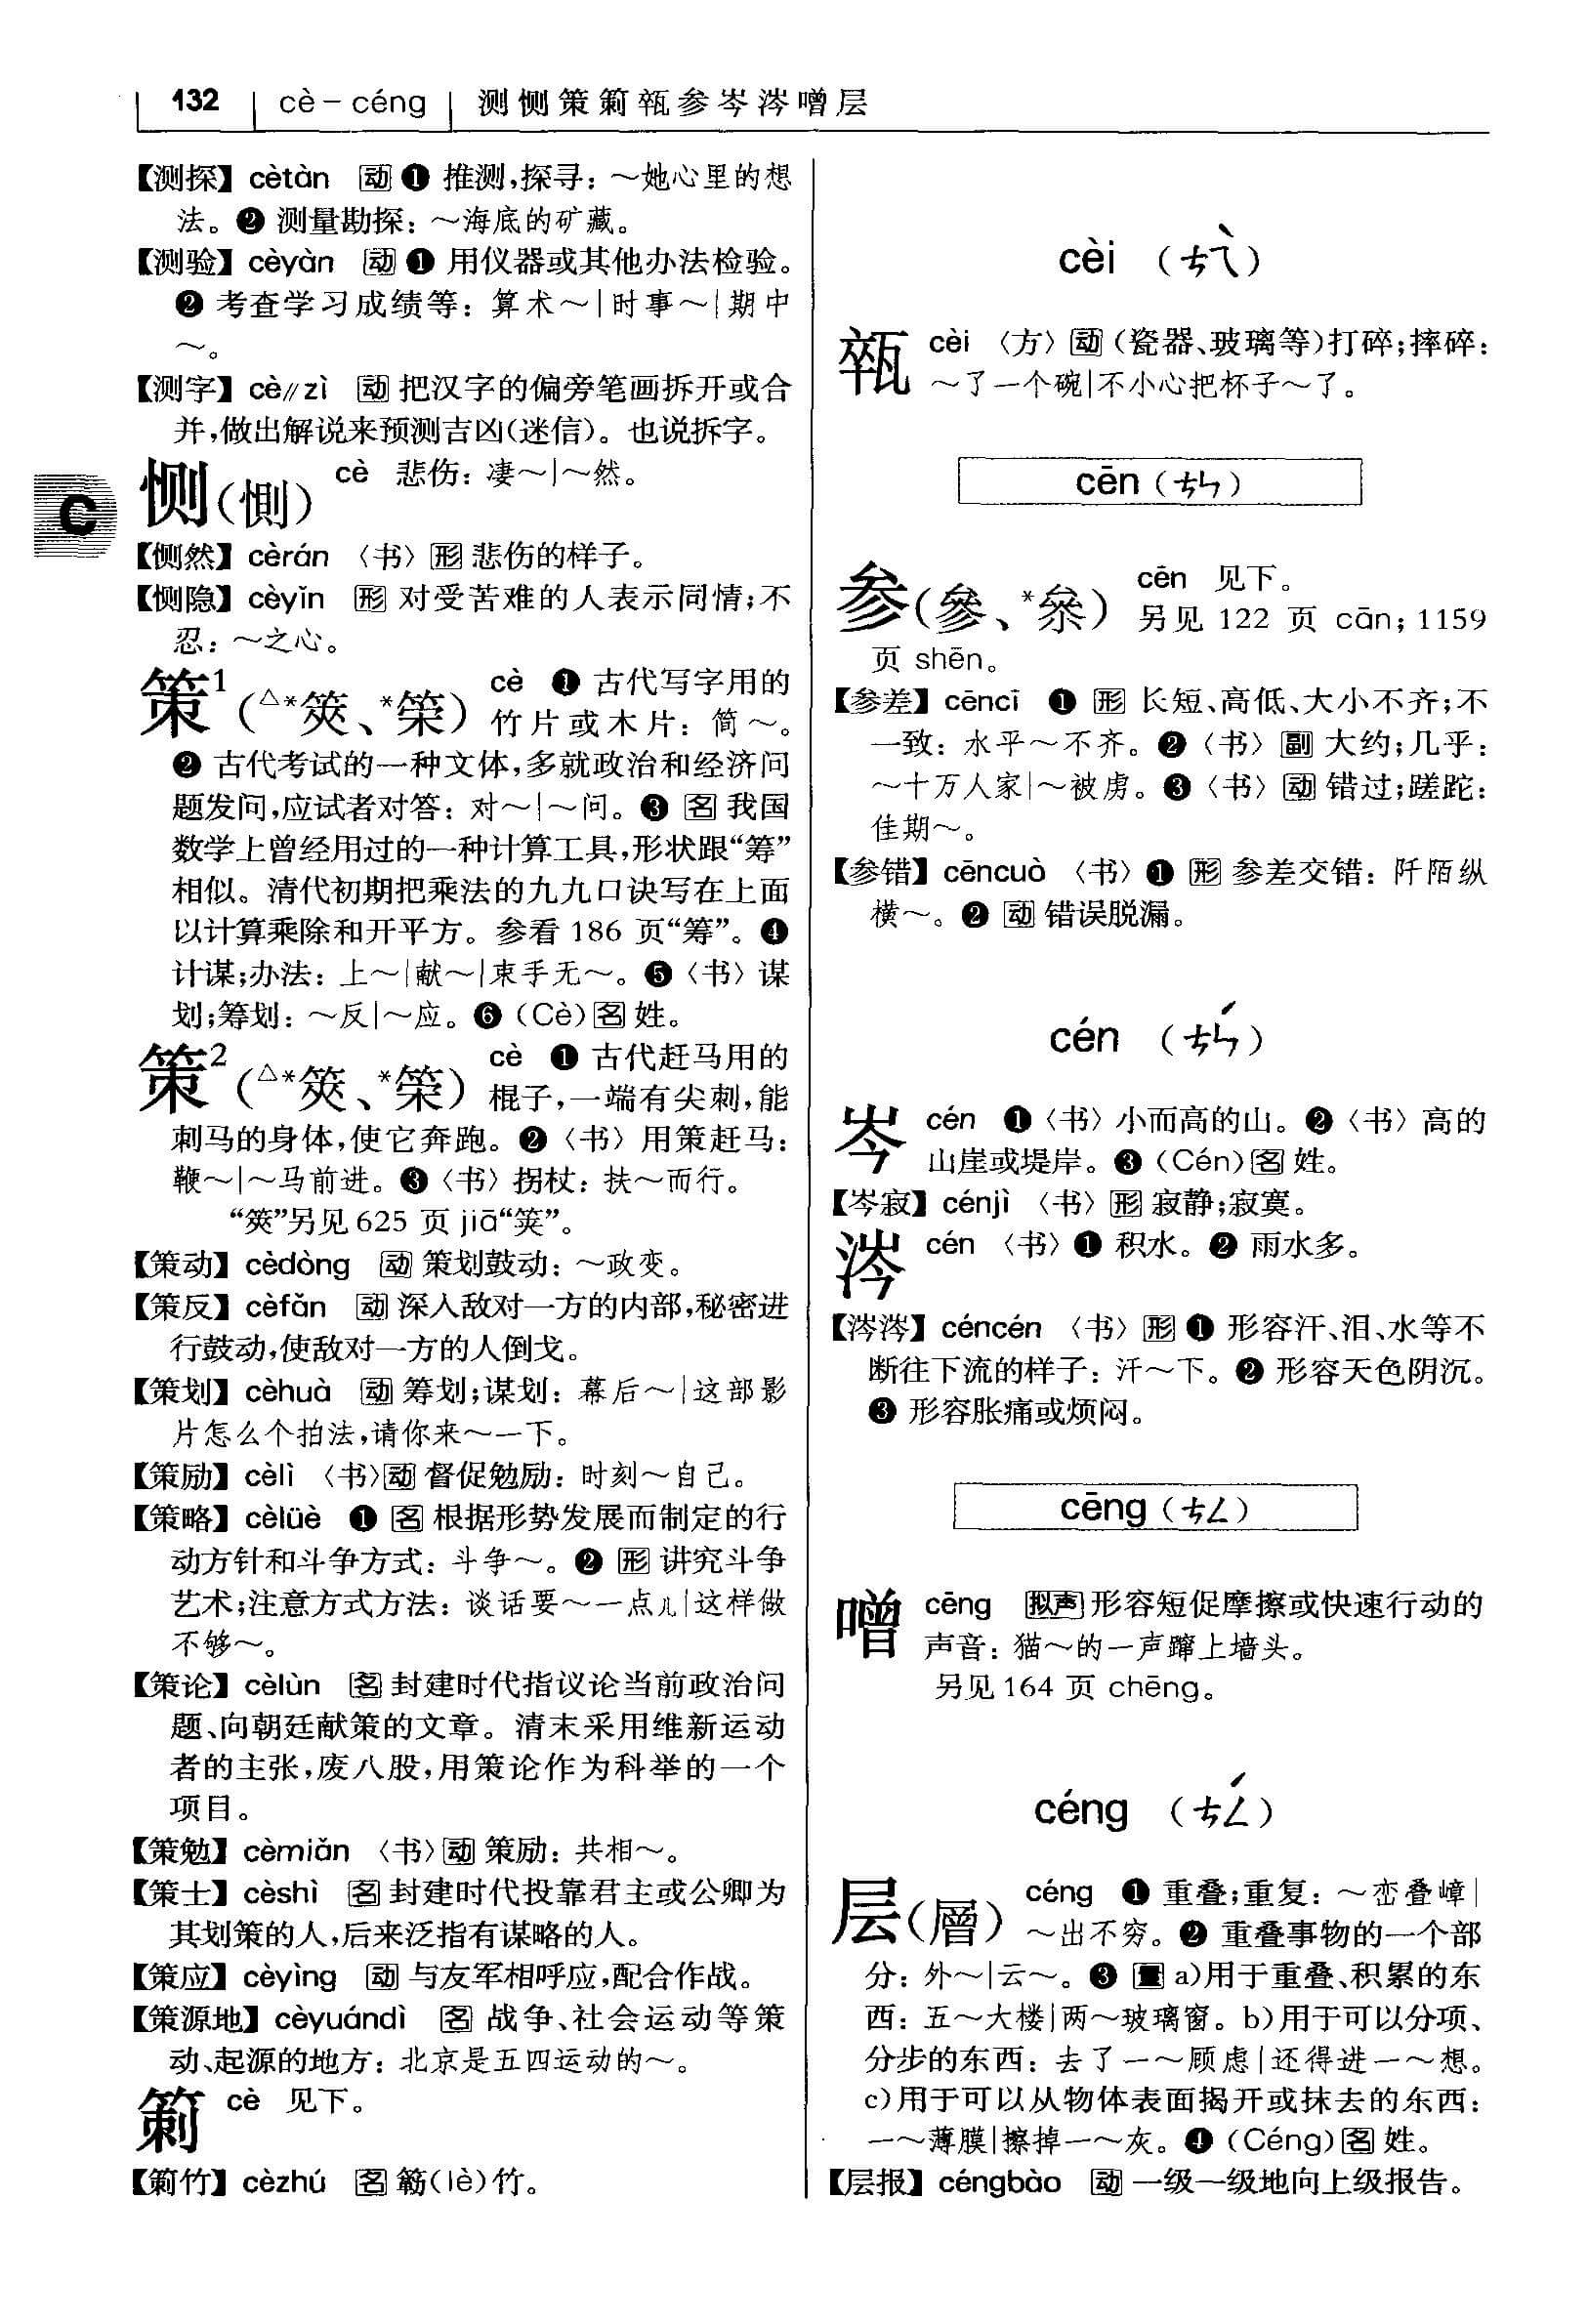 132 cè－céng 测恻策箣㼽参岑涔噌层
【测探】cètàn 动 ❶ 推测,探寻：～她心里的想
法。❷ 测量勘探：～海底的矿藏。
【测验】cèyàn 动 ❶ 用仪器或其他办法检验。
❷ 考查学习成绩等：算术～|时事～|期中
～。
【测字】cè∥zì 动 把汉字的偏旁笔画拆开或合
并,做出解说来预测吉凶(迷信)。也说拆字。
恻(惻) cè 悲伤：凄～|～然。
C
【恻然】cèrán 〈书〉形 悲伤的样子。
【恻隐】cèyǐn 形 对受苦难的人表示同情;不
忍：～之心。
策¹(△*筴、*筞) cè ❶ 古代写字用的
竹片或木片：简～。
❷ 古代考试的一种文体,多就政治和经济问
题发问,应试者对答：对～|～问。❸ 名 我国
数学上曾经用过的一种计算工具,形状跟“筹”
相似。清代初期把乘法的九九口诀写在上面
以计算乘除和开平方。参看 186 页“筹”。❹
计谋;办法：上～|献～|束手无～。❺〈书〉谋
划;筹划：～反|～应。❻（Cè）名 姓。
策²(△*筴、*筞) cè ❶ 古代赶马用的
棍子,一端有尖刺,能
刺马的身体,使它奔跑。❷〈书〉用策赶马：
鞭～|～马前进。❸〈书〉拐杖：扶～而行。
“筴”另见 625 页 jiā“筴”。
【策动】cèdòng 动 策划鼓动：～政变。
【策反】cèfǎn 动 深入敌对一方的内部,秘密进
行鼓动,使敌对一方的人倒戈。
【策划】cèhuà 动 筹划;谋划：幕后～|这部影
片怎么个拍法,请你来～一下。
【策励】cèlì 〈书〉动 督促勉励：时刻～自己。
【策略】cèlüè ❶ 名 根据形势发展而制定的行
动方针和斗争方式：斗争～。❷ 形 讲究斗争
艺术;注意方式方法：谈话要～一点儿|这样做
不够～。
【策论】cèlùn 名 封建时代指议论当前政治问
题、向朝廷献策的文章。清末采用维新运动
者的主张,废八股,用策论作为科举的一个
项目。
【策勉】cèmiǎn 〈书〉动 策励：共相～。
【策士】cèshì 名 封建时代投靠君主或公卿为
其划策的人,后来泛指有谋略的人。
【策应】cèyìng 动 与友军相呼应,配合作战。
【策源地】cèyuándì 名 战争、社会运动等策
动、起源的地方：北京是五四运动的～。
箣 cè 见下。
【箣竹】cèzhú 名 簕(lè)竹。
cèi （ㄘㄟˋ）
㼽 cèi 〈方〉动（瓷器、玻璃等)打碎;摔碎：
～了一个碗|不小心把杯子～了。
cēn（ㄘㄣ）
参(參、*叅) cēn 见下。
另见 122 页 cān；1159
页 shēn。
【参差】cēncī ❶ 形 长短、高低、大小不齐;不
一致：水平～不齐。❷〈书〉副 大约;几乎：
～十万人家|～被虏。❸〈书〉动 错过;蹉跎：
佳期～。
【参错】cēncuò 〈书〉❶ 形 参差交错：阡陌纵
横～。❷ 动 错误脱漏。
cén （ㄘㄣˊ）
岑 cén ❶〈书〉小而高的山。❷〈书〉高的
山崖或堤岸。❸（Cén）名 姓。
【岑寂】cénjì 〈书〉形 寂静;寂寞。
涔 cén 〈书〉❶ 积水。❷ 雨水多。
【涔涔】céncén 〈书〉形 ❶ 形容汗、泪、水等不
断往下流的样子：汗～下。❷ 形容天色阴沉。
❸ 形容胀痛或烦闷。
cēng（ㄘㄥ）
噌 cēng 拟声 形容短促摩擦或快速行动的
声音：猫～的一声蹿上墙头。
另见 164 页 chēng。
céng （ㄘㄥˊ）
层(層) céng ❶ 重叠;重复：～峦叠嶂|
～出不穷。❷ 重叠事物的一个部
分：外～|云～。❸ 量 a)用于重叠、积累的东
西：五～大楼|两～玻璃窗。b)用于可以分项、
分步的东西：去了一～顾虑|还得进一～想。
c)用于可以从物体表面揭开或抹去的东西：
一～薄膜|擦掉一～灰。❹（Céng）名 姓。
【层报】céngbào 动 一级一级地向上级报告。